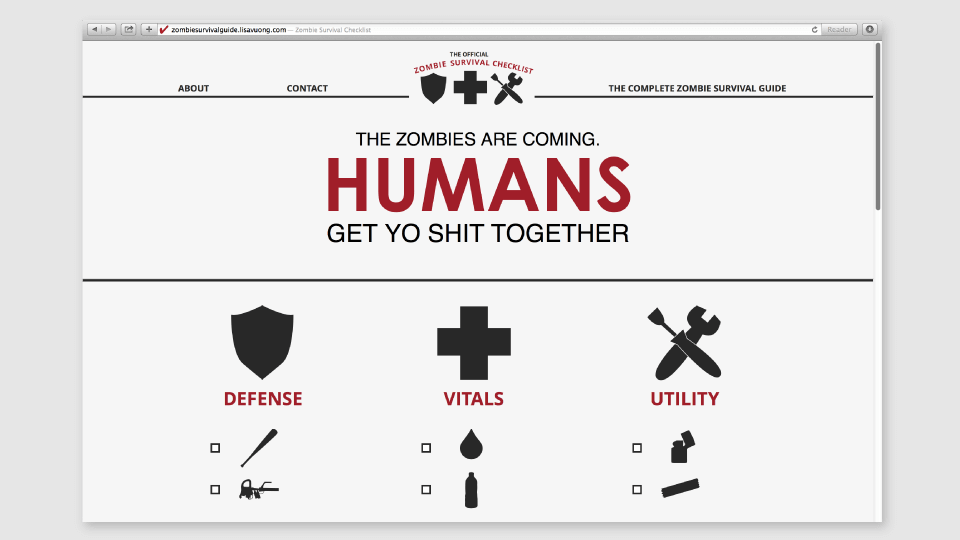 zombiesurvivalguide.lisavuong.com — Zombie Survival Checklist
Reader
THE OFFICIAL
ZOMBIE SURVIVAL CHECKLIST
ABOUT
CONTACT
THE COMPLETE ZOMBIE SURVIVAL GUIDE
THE ZOMBIES ARE COMING.
HUMANS
GET YO SHIT TOGETHER
DEFENSE
VITALS
UTILITY